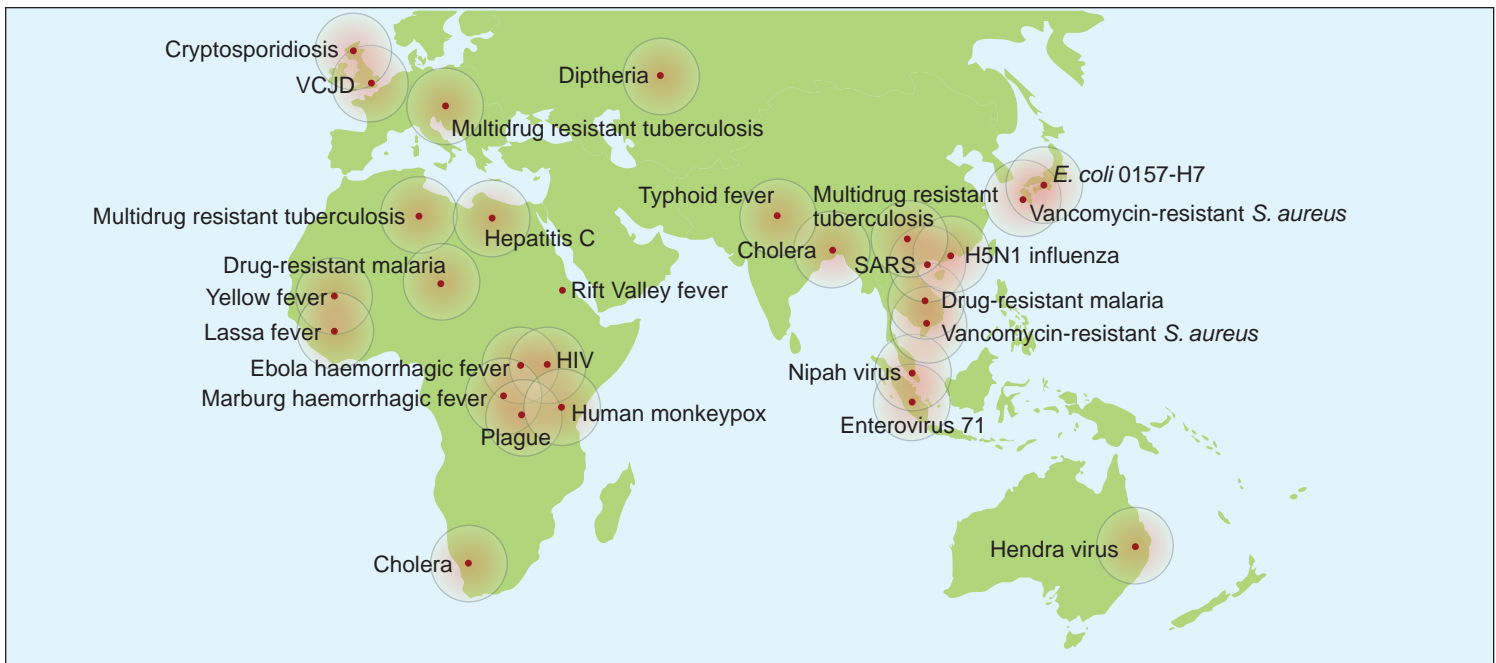 Cryptosporidiosis
VCJD
Diptheria
Multidrug resistant tuberculosis
E. coli 0157-H7
Typhoid fever
Multidrug resistant
tuberculosis
Vancomycin-resistant S. aureus
Multidrug resistant tuberculosis
Hepatitis C
Cholera
SARS
H5N1 influenza
Drug-resistant malaria
Yellow fever
Rift Valley fever
Drug-resistant malaria
Lassa fever
Vancomycin-resistant S. aureus
Ebola haemorrhagic fever
HIV
Nipah virus
Marburg haemorrhagic fever
Human monkeypox
Plague
Enterovirus 71
Hendra virus
Cholera